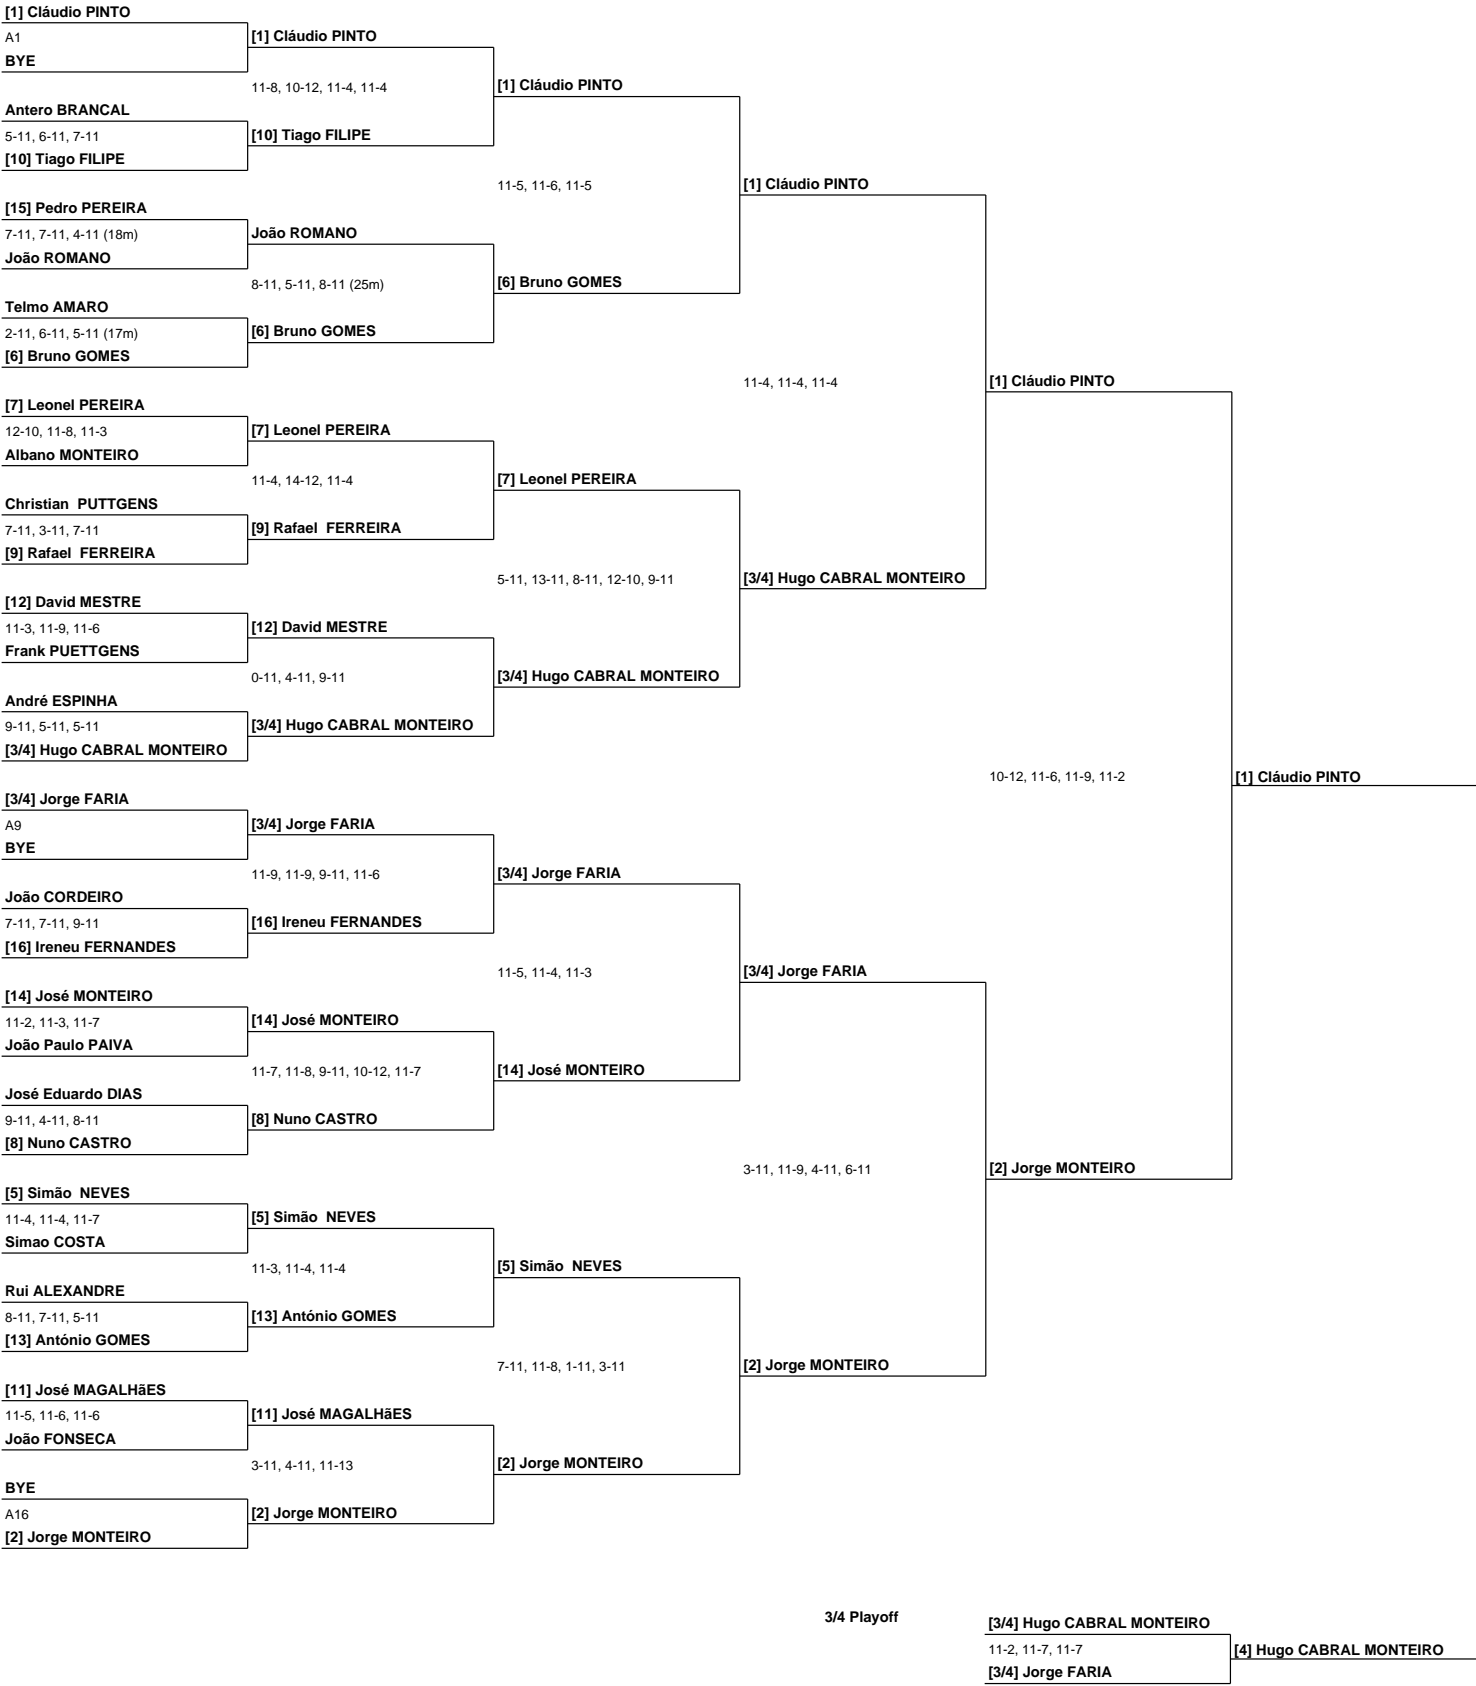 [1] Cláudio PINTO
A1
BYE
Antero BRANCAL
5-11, 6-11, 7-11
[10] Tiago FILIPE
[15] Pedro PEREIRA
7-11, 7-11, 4-11 (18m)
João ROMANO
Telmo AMARO
2-11, 6-11, 5-11 (17m)
[6] Bruno GOMES
[7] Leonel PEREIRA
12-10, 11-8, 11-3
Albano MONTEIRO
Christian  PUTTGENS
7-11, 3-11, 7-11
[9] Rafael  FERREIRA
[12] David MESTRE
11-3, 11-9, 11-6
Frank PUETTGENS
André ESPINHA
9-11, 5-11, 5-11
[3/4] Hugo CABRAL MONTEIRO
[3/4] Jorge FARIA
A9
BYE
João CORDEIRO
7-11, 7-11, 9-11
[16] Ireneu FERNANDES
[14] José MONTEIRO
11-2, 11-3, 11-7
João Paulo PAIVA
José Eduardo DIAS
9-11, 4-11, 8-11
[8] Nuno CASTRO
[5] Simão  NEVES
11-4, 11-4, 11-7
Simao COSTA
Rui ALEXANDRE
8-11, 7-11, 5-11
[13] António GOMES
[11] José MAGALHãES
11-5, 11-6, 11-6
João FONSECA
BYE
A16
[2] Jorge MONTEIRO
[1] Cláudio PINTO
11-8, 10-12, 11-4, 11-4
[10] Tiago FILIPE
João ROMANO
8-11, 5-11, 8-11 (25m)
[6] Bruno GOMES
[7] Leonel PEREIRA
11-4, 14-12, 11-4
[9] Rafael  FERREIRA
[12] David MESTRE
0-11, 4-11, 9-11
[3/4] Hugo CABRAL MONTEIRO
[3/4] Jorge FARIA
11-9, 11-9, 9-11, 11-6
[16] Ireneu FERNANDES
[14] José MONTEIRO
11-7, 11-8, 9-11, 10-12, 11-7
[8] Nuno CASTRO
[5] Simão  NEVES
11-3, 11-4, 11-4
[13] António GOMES
[11] José MAGALHãES
3-11, 4-11, 11-13
[2] Jorge MONTEIRO
[1] Cláudio PINTO
11-5, 11-6, 11-5
[6] Bruno GOMES
[7] Leonel PEREIRA
5-11, 13-11, 8-11, 12-10, 9-11
[3/4] Hugo CABRAL MONTEIRO
[3/4] Jorge FARIA
11-5, 11-4, 11-3
[14] José MONTEIRO
[5] Simão  NEVES
7-11, 11-8, 1-11, 3-11
[2] Jorge MONTEIRO
[1] Cláudio PINTO
11-4, 11-4, 11-4
[3/4] Hugo CABRAL MONTEIRO
[3/4] Jorge FARIA
3-11, 11-9, 4-11, 6-11
[2] Jorge MONTEIRO
[1] Cláudio PINTO
10-12, 11-6, 11-9, 11-2
[2] Jorge MONTEIRO
[1] Cláudio PINTO
3/4 Playoff
[3/4] Hugo CABRAL MONTEIRO
11-2, 11-7, 11-7
[3/4] Jorge FARIA
[4] Hugo CABRAL MONTEIRO